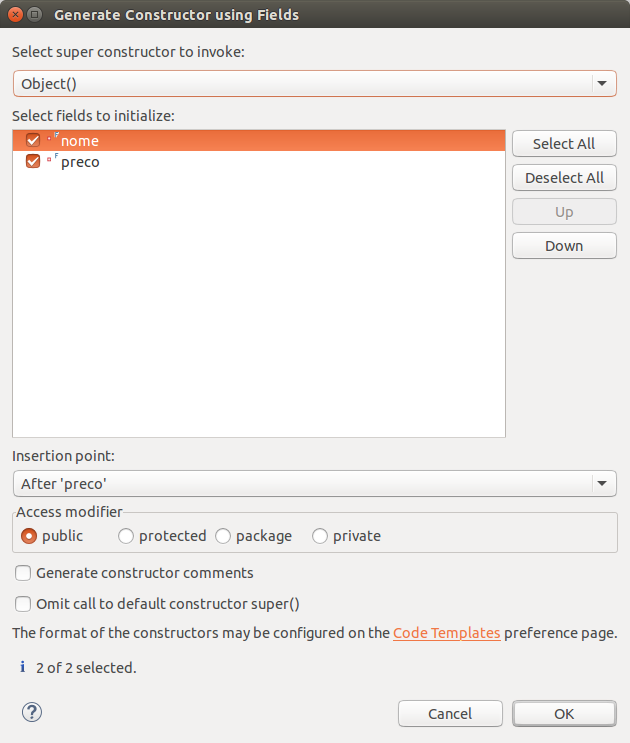 Generate Constructor using Fields
Select super constructor to invoke:
Object()
Select fields to initialize:
F nome
F preco
Select All
Deselect All
Up
Down
Insertion point:
After 'preco'
Access modifier
public protected package private
Generate constructor comments
Omit call to default constructor super()
The format of the constructors may be configured on the Code Templates preference page.
i 2 of 2 selected.
? Cancel OK